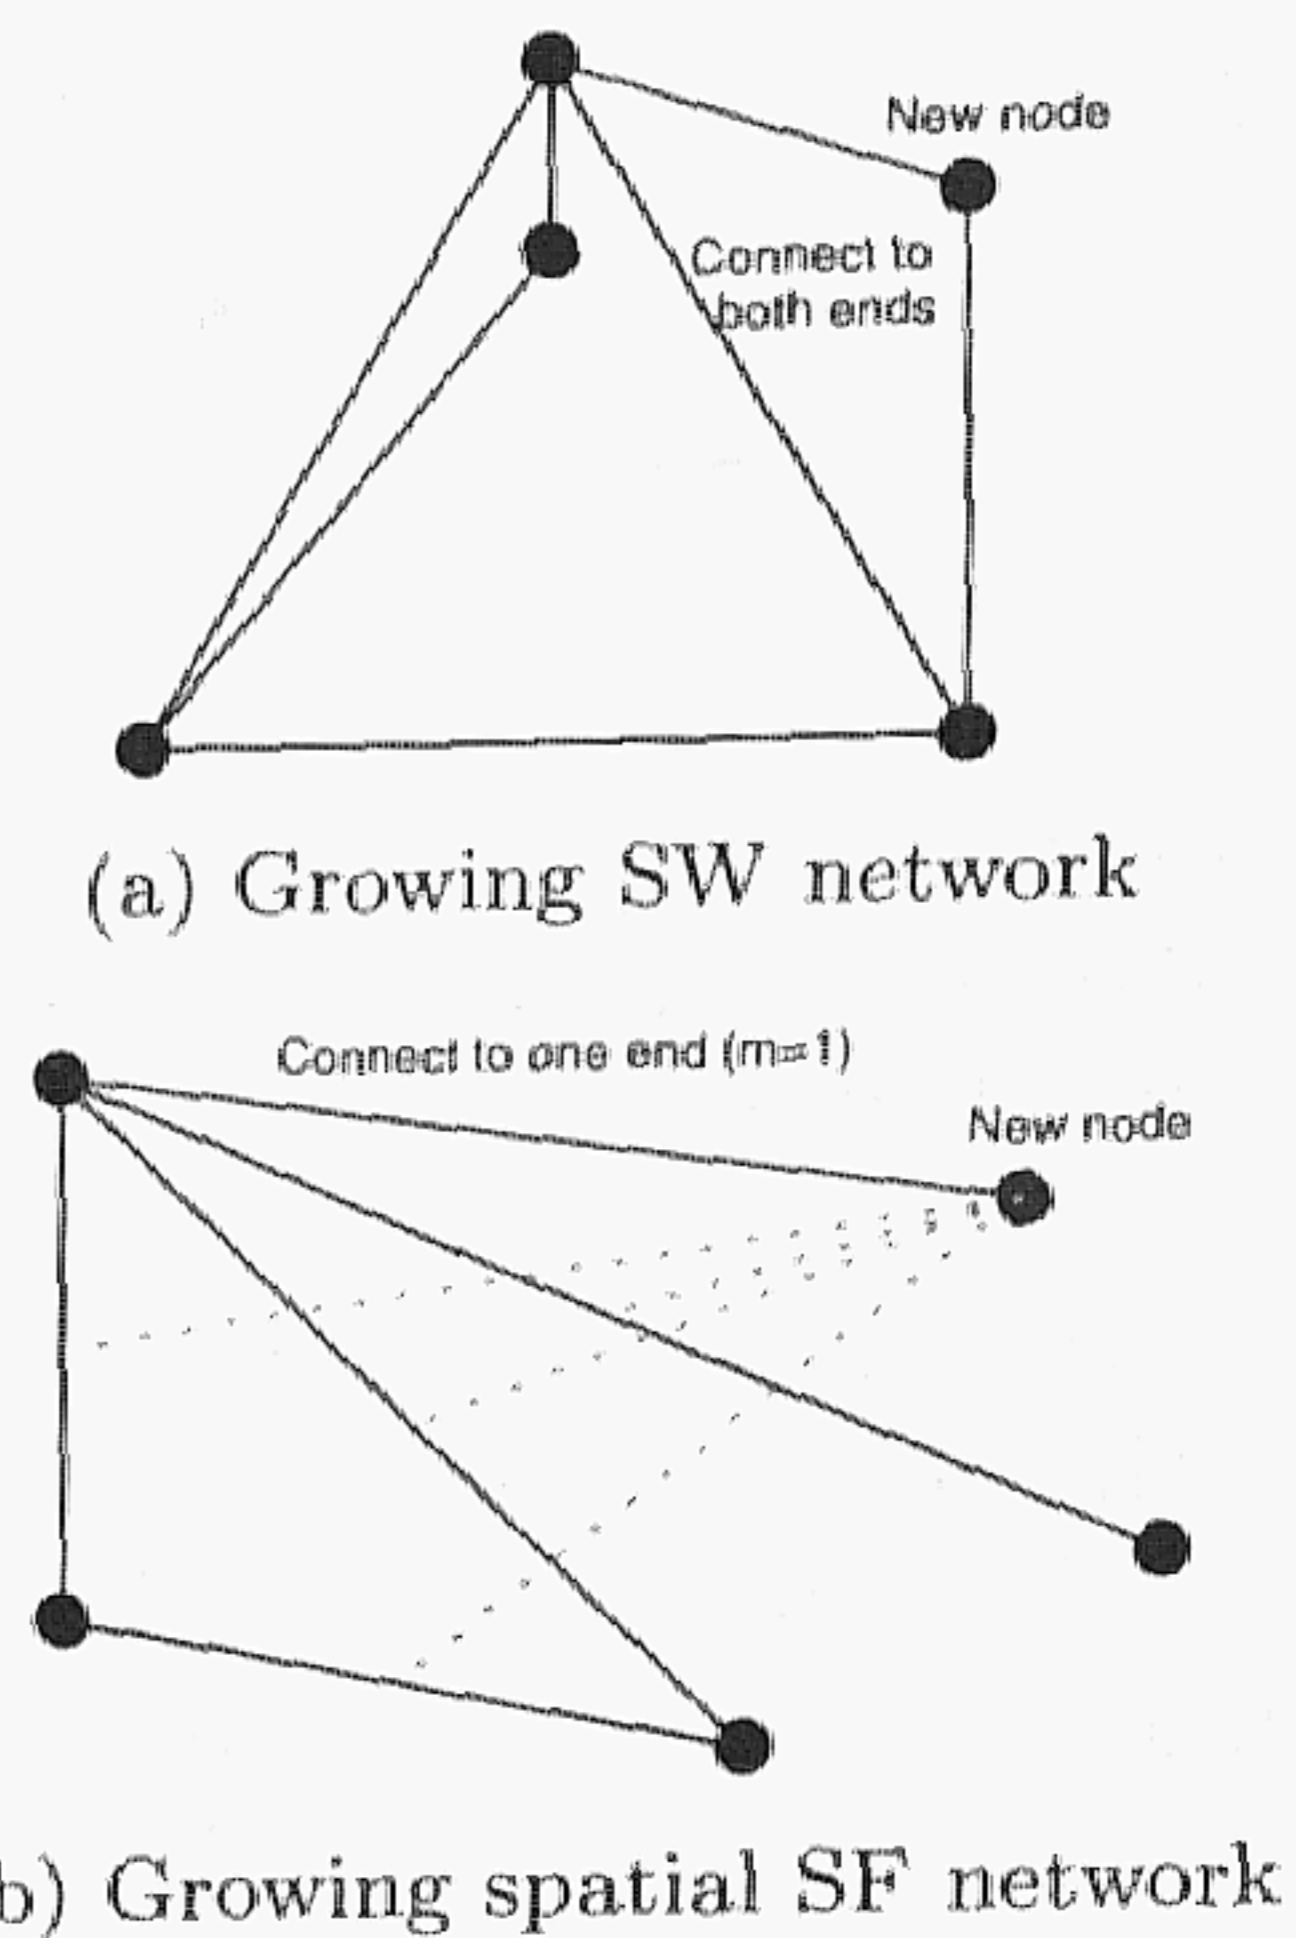 New node
Connect to
both ends
(a) Growing SW network
Connect to one end (m=1)
New node
b) Growing spatial SF network